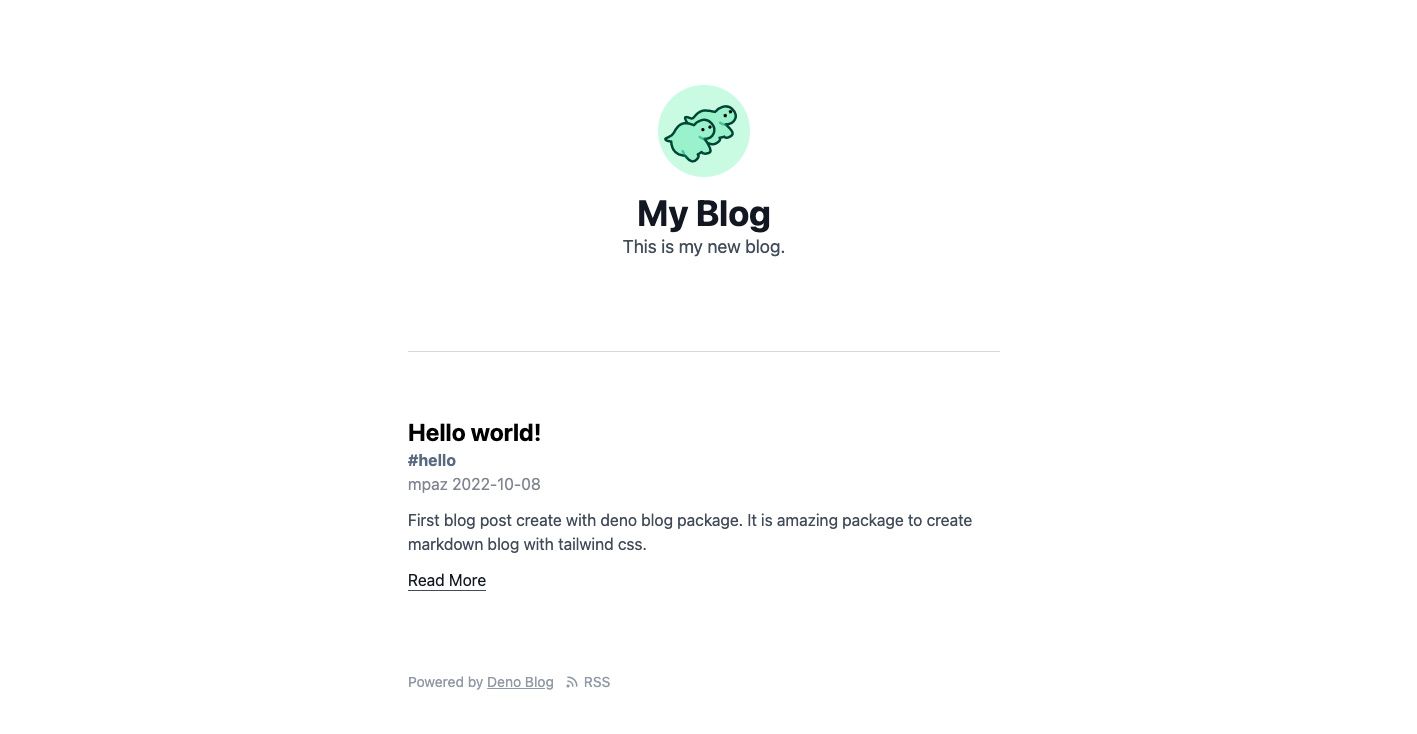 My Blog
This is my new blog.
Hello world!
#hello
mpaz 2022-10-08
First blog post create with deno blog package. It is amazing package to create
markdown blog with tailwind css.
Read More
Powered by Deno Blog RSS